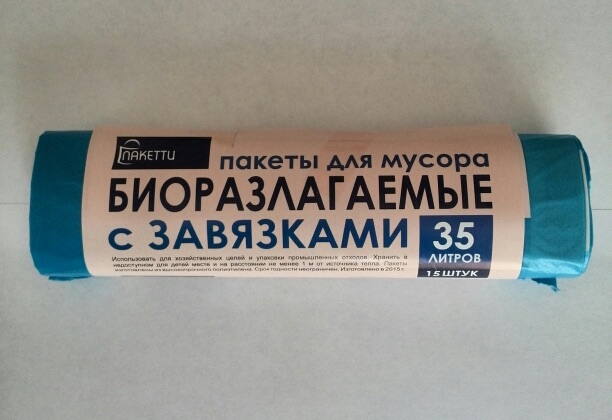 ПАКЕТТИ
пакеты для мусора
БИОРАЗЛАГАЕМЫЕ
с ЗАВЯЗКАМИ
35
ЛИТРОВ
15 ШТУК
Использовать для хозяйственных целей и упаковки промышленных отходов. Хранить в
недоступном для детей месте и на расстоянии не менее 1 м от источника тепла. Пакеты
изготовлены из высокопрочного полиэтилена. Срок годности неограничен. Изготовлено в 2015 г.